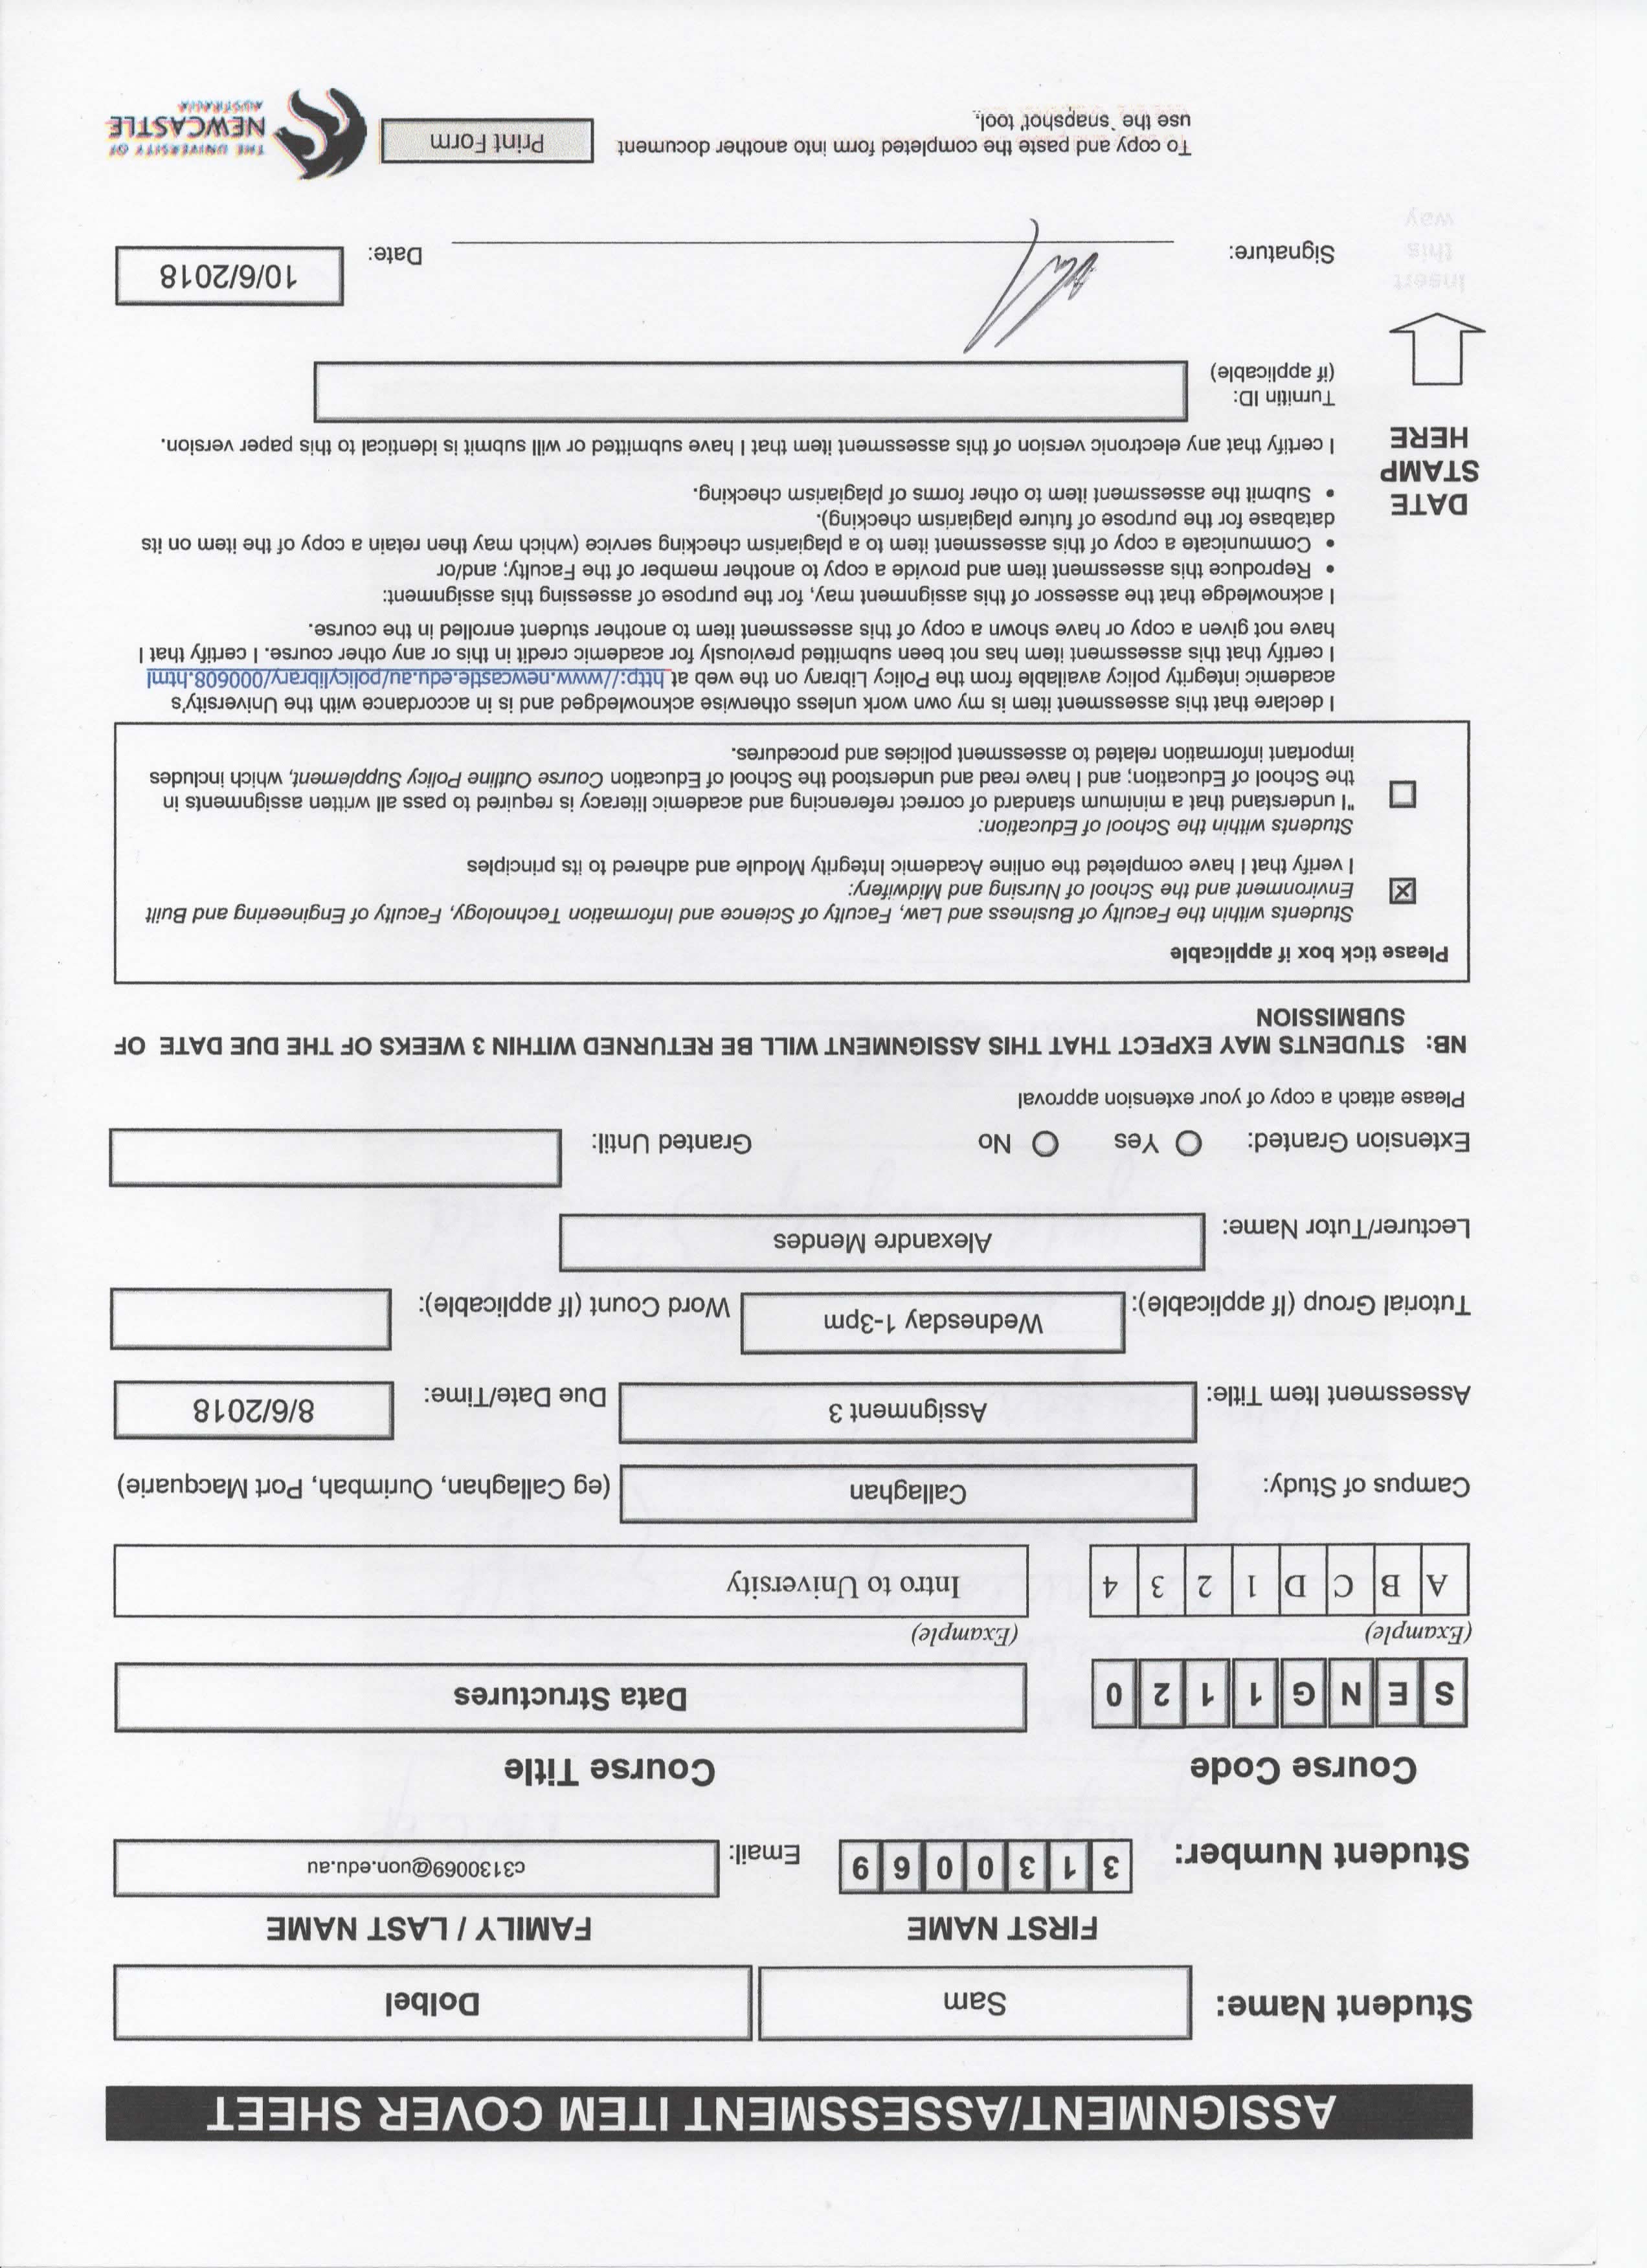 ASSIGNMENT/ASSESSMENT ITEM COVER SHEET
Student Name: Sam Dolbel
FIRST NAME FAMILY / LAST NAME
Student Number: 3 1 3 0 0 6 9 Email: c3130069@uon.edu.au
Course Code Course Title
S E N G 1 1 2 0 Data Structures
(Example) (Example)
A B C D 1 2 3 4 Intro to University
Campus of Study: Callaghan (eg Callaghan, Ourimbah, Port Macquarie)
Assessment Item Title: Assignment 3 Due Date/Time: 8/6/2018
Tutorial Group (If applicable): Wednesday 1-3pm Word Count (If applicable):
Lecturer/Tutor Name: Alexandre Mendes
Extension Granted: Yes No Granted Until:
Please attach a copy of your extension approval
NB: STUDENTS MAY EXPECT THAT THIS ASSIGNMENT WILL BE RETURNED WITHIN 3 WEEKS OF THE DUE DATE OF
SUBMISSION
Please tick box if applicable
Students within the Faculty of Business and Law, Faculty of Science and Information Technology, Faculty of Engineering and Built
Environment and the School of Nursing and Midwifery:
I verify that I have completed the online Academic Integrity Module and adhered to its principles
Students within the School of Education:
"I understand that a minimum standard of correct referencing and academic literacy is required to pass all written assignments in
the School of Education; and I have read and understood the School of Education Course Outline Policy Supplement, which includes
important information related to assessment policies and procedures.
I declare that this assessment item is my own work unless otherwise acknowledged and is in accordance with the University's
academic integrity policy available from the Policy Library on the web at http://www.newcastle.edu.au/policylibrary/000608.html
I certify that this assessment item has not been submitted previously for academic credit in this or any other course. I certify that I
have not given a copy or have shown a copy of this assessment item to another student enrolled in the course.
I acknowledge that the assessor of this assignment may, for the purpose of assessing this assignment:
• Reproduce this assessment item and provide a copy to another member of the Faculty; and/or
• Communicate a copy of this assessment item to a plagiarism checking service (which may then retain a copy of the item on its
database for the purpose of future plagiarism checking).
• Submit the assessment item to other forms of plagiarism checking.
I certify that any electronic version of this assessment item that I have submitted or will submit is identical to this paper version.
DATE
STAMP
HERE
Insert
this
way
Turnitin ID:
(if applicable)
Signature: Date: 10/6/2018
To copy and paste the completed form into another document
use the `snapshot' tool.
Print Form
THE UNIVERSITY OF
NEWCASTLE
AUSTRALIA